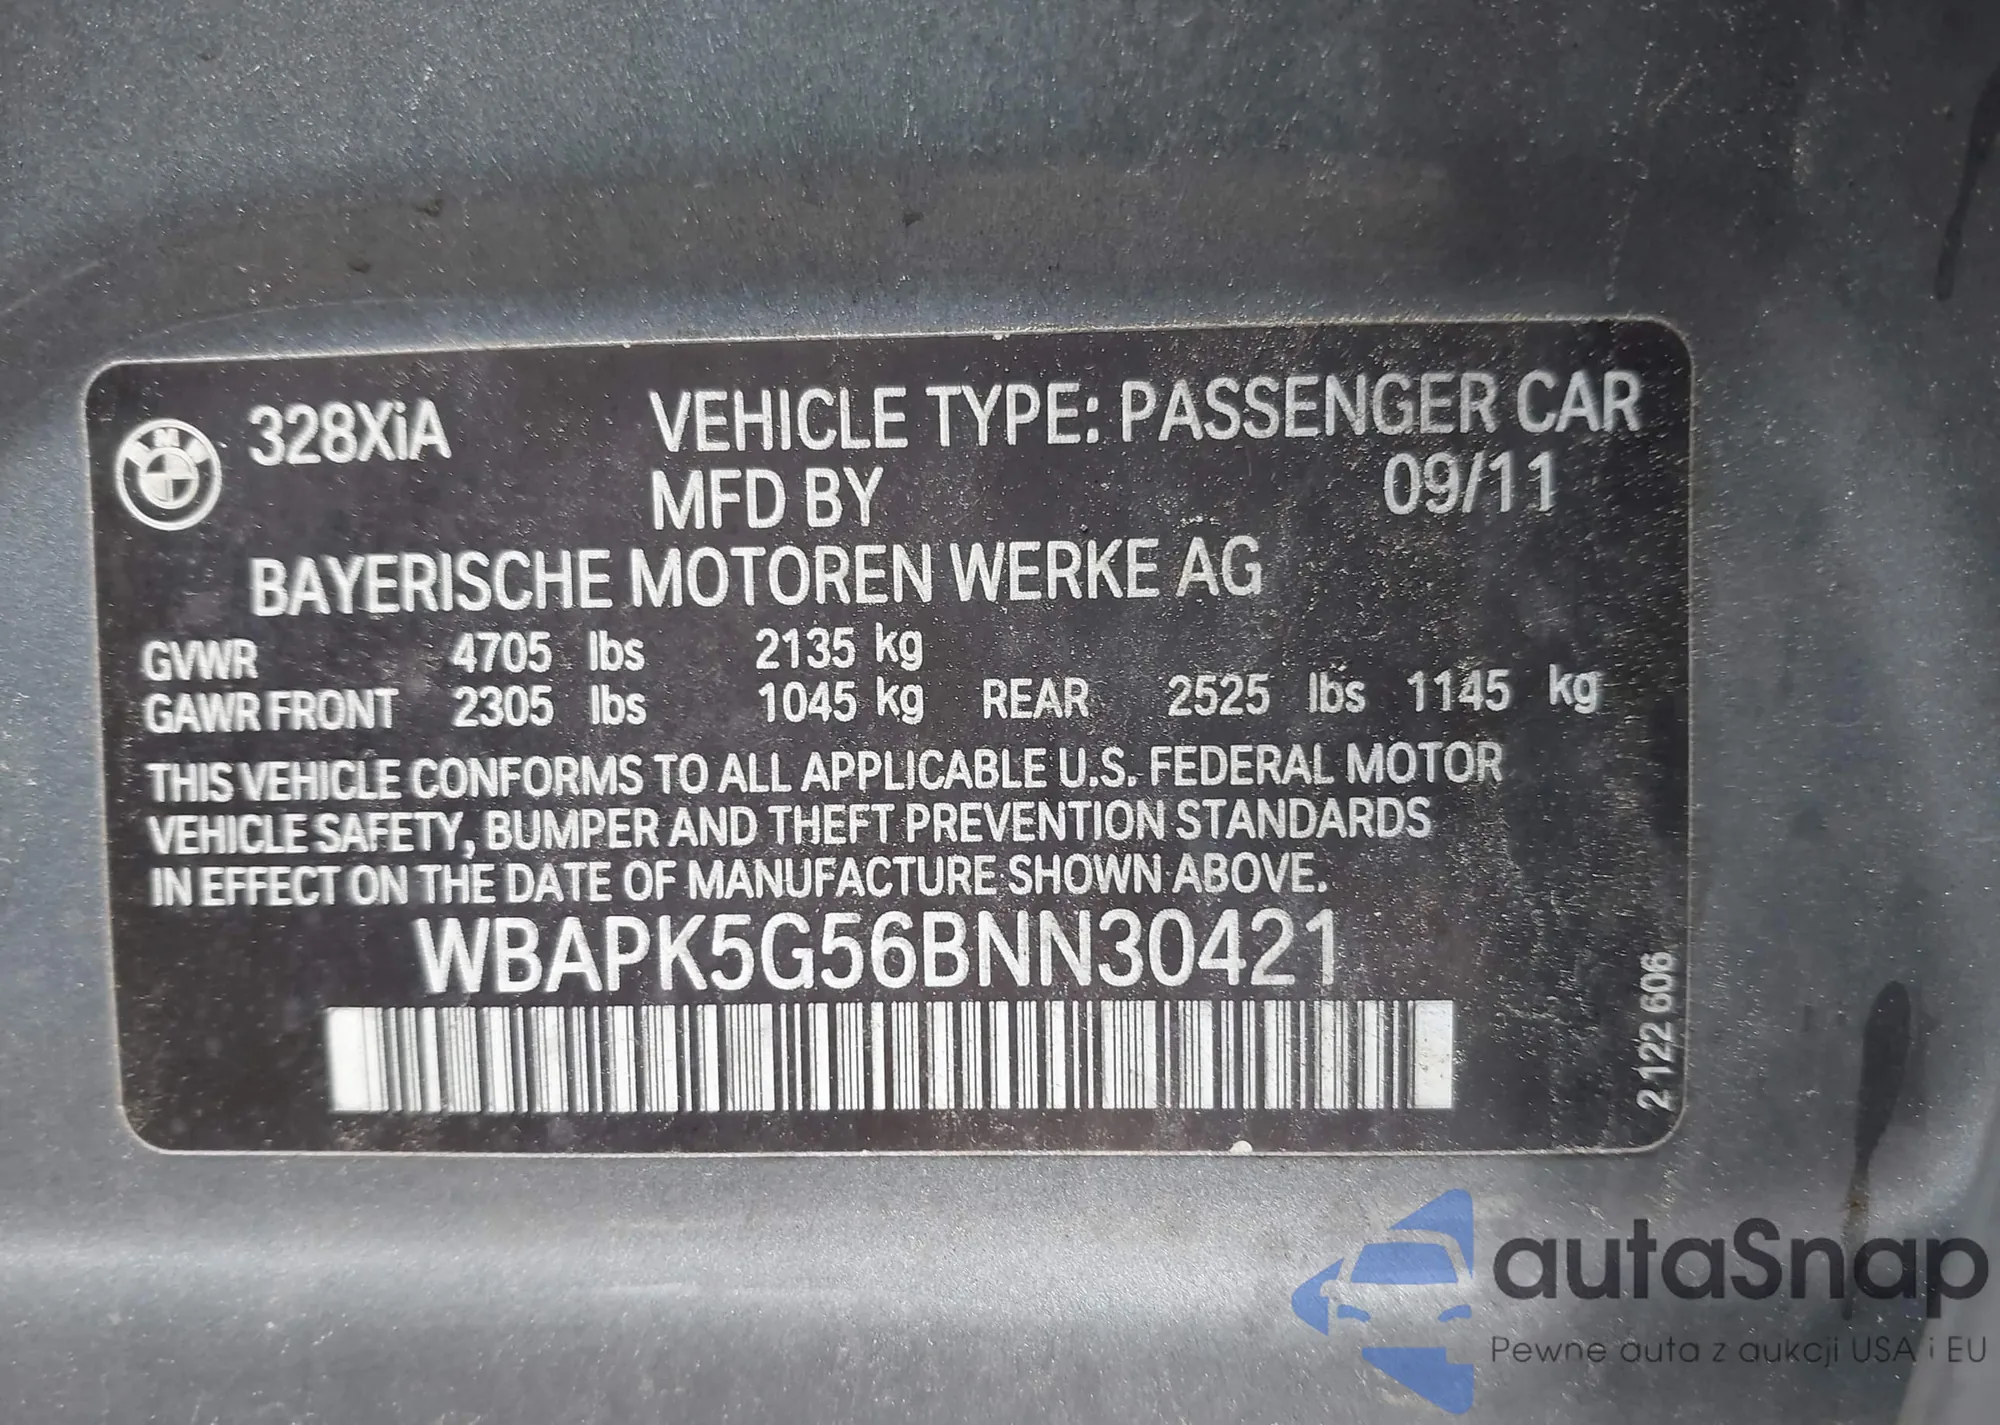 BMW
328XiA VEHICLE TYPE: PASSENGER CAR
MFD BY 09/11
BAYERISCHE MOTOREN WERKE AG
GVWR 4705 lbs 2135 kg
GAWR FRONT 2305 lbs 1045 kg REAR 2525 lbs 1145 kg
THIS VEHICLE CONFORMS TO ALL APPLICABLE U.S. FEDERAL MOTOR
VEHICLE SAFETY, BUMPER AND THEFT PREVENTION STANDARDS
IN EFFECT ON THE DATE OF MANUFACTURE SHOWN ABOVE.
WBAPK5G56BNN30421
2 122 606
autaSnap
Pewne auta z aukcji USA i EU